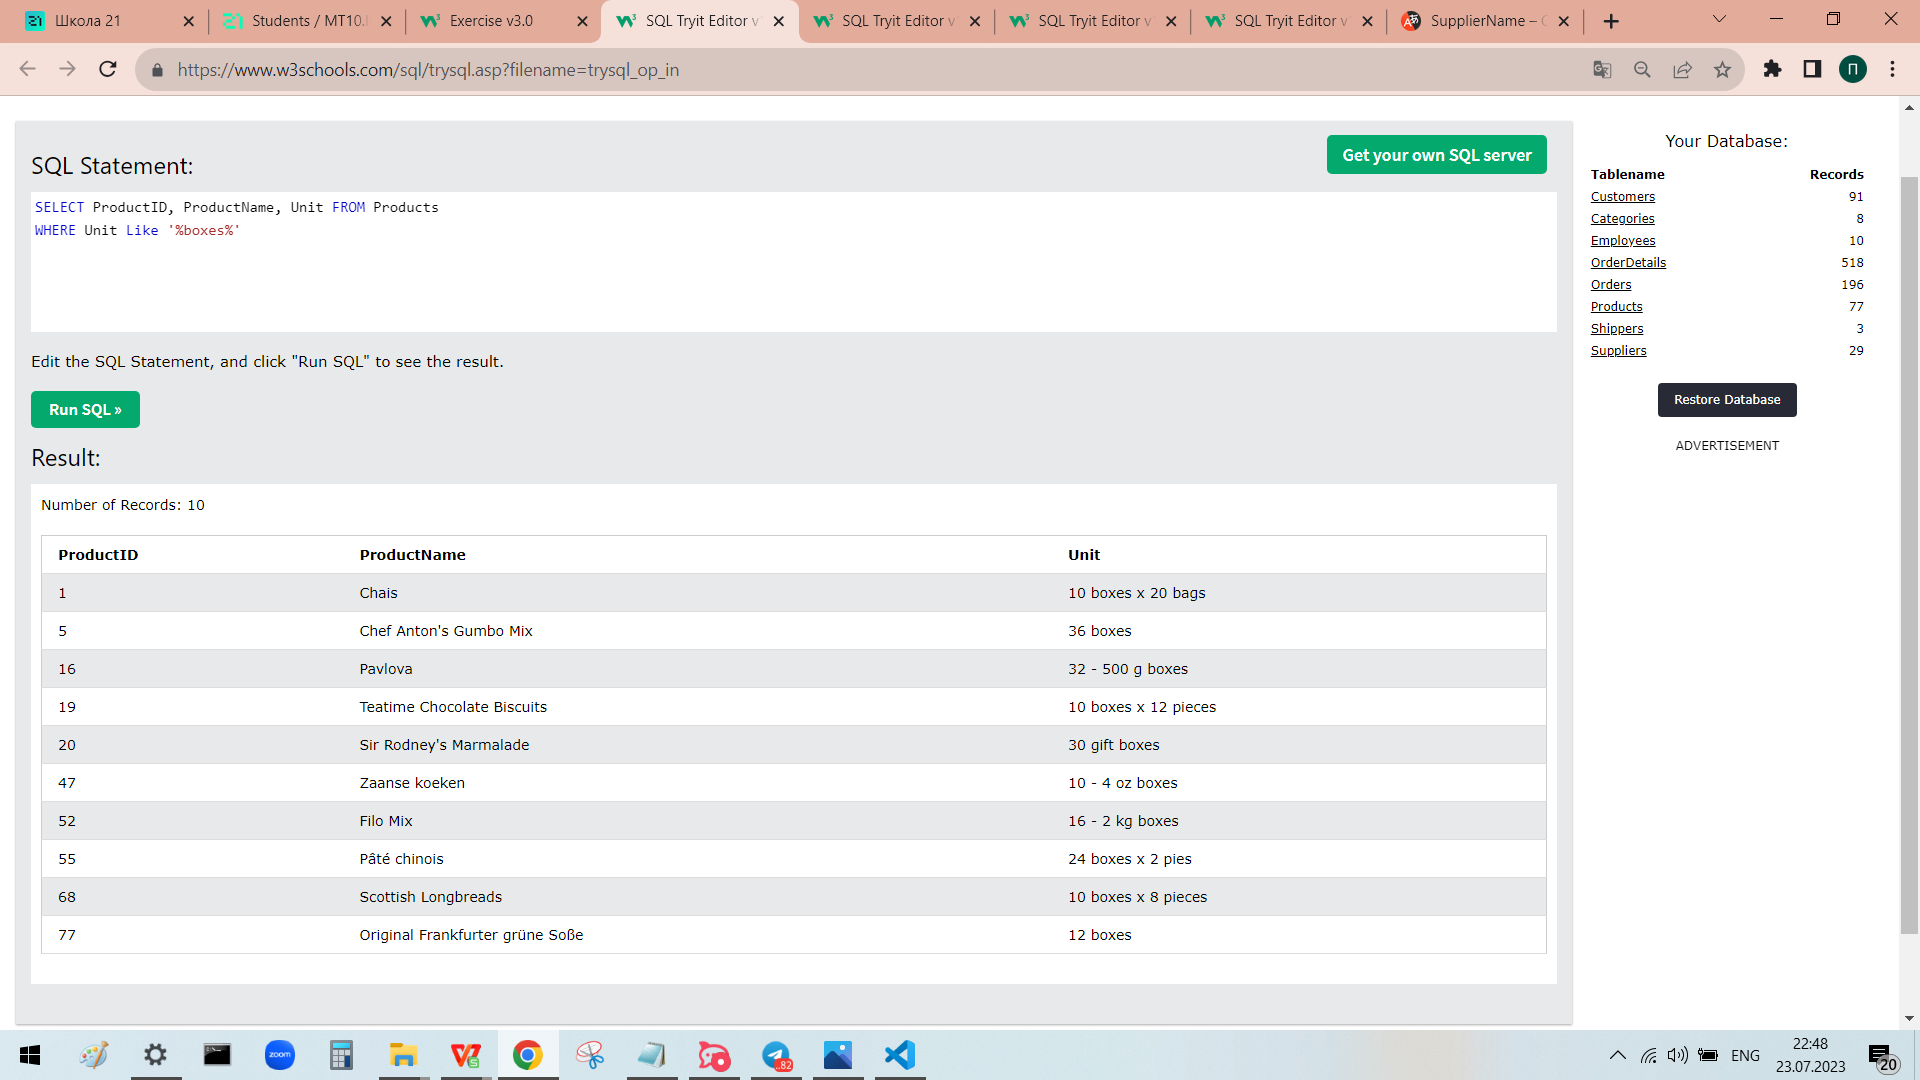 Школа 21
Students / MT10.
Exercise v3.0
SQL Tryit Editor v
SQL Tryit Editor v
SQL Tryit Editor v
SQL Tryit Editor v
SupplierName –
https://www.w3schools.com/sql/trysql.asp?filename=trysql_op_in
П
SQL Statement:
Get your own SQL server
SELECT ProductID, ProductName, Unit FROM Products
WHERE Unit Like '%boxes%'
Edit the SQL Statement, and click "Run SQL" to see the result.
Run SQL »
Result:
Number of Records: 10
ProductID ProductName Unit
1 Chais 10 boxes x 20 bags
5 Chef Anton's Gumbo Mix 36 boxes
16 Pavlova 32 - 500 g boxes
19 Teatime Chocolate Biscuits 10 boxes x 12 pieces
20 Sir Rodney's Marmalade 30 gift boxes
47 Zaanse koeken 10 - 4 oz boxes
52 Filo Mix 16 - 2 kg boxes
55 Pâté chinois 24 boxes x 2 pies
68 Scottish Longbreads 10 boxes x 8 pieces
77 Original Frankfurter grüne Soße 12 boxes
Your Database:
Tablename Records
Customers 91
Categories 8
Employees 10
OrderDetails 518
Orders 196
Products 77
Shippers 3
Suppliers 29
Restore Database
ADVERTISEMENT
zoom
82
ENG
22:48
23.07.2023
20